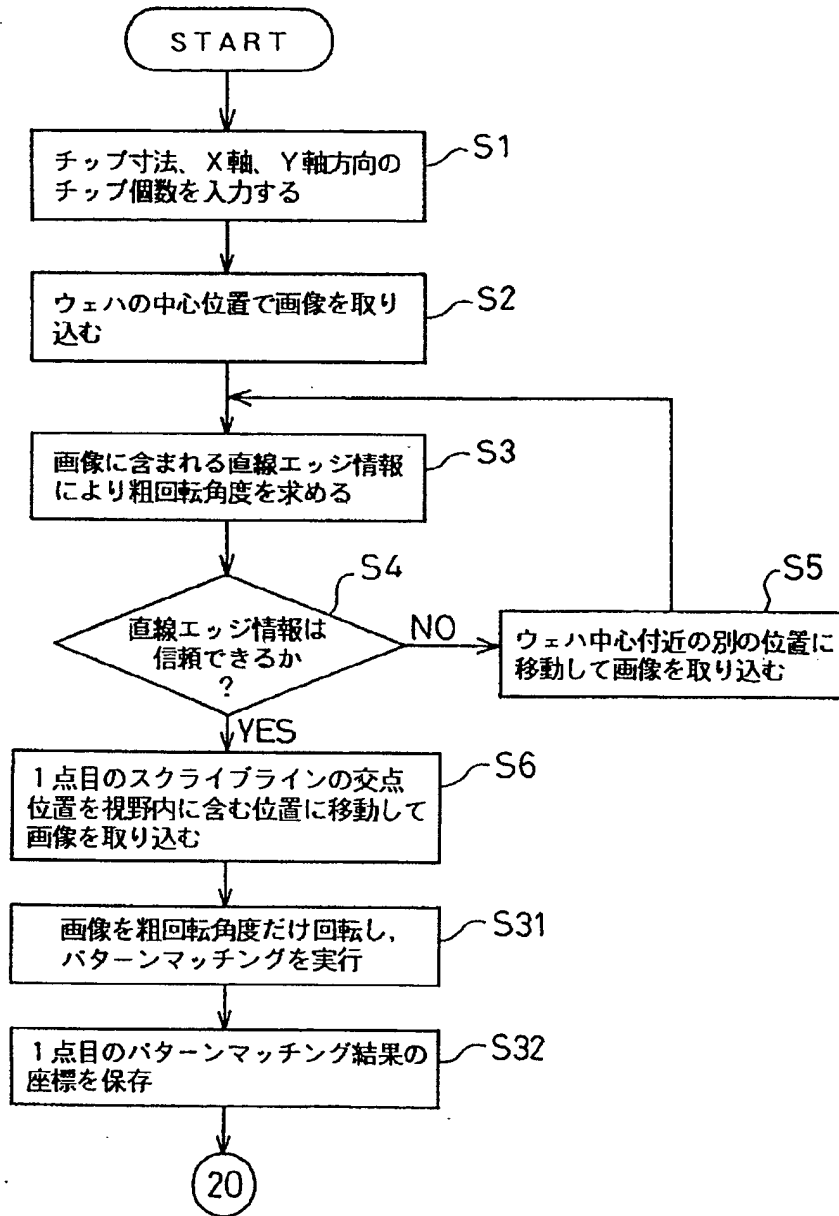 START
チップ寸法、X軸、Y軸方向の
チップ個数を入力する
S1
ウェハの中心位置で画像を取り
込む
S2
画像に含まれる直線エッジ情報
により粗回転角度を求める
S3
直線エッジ情報は
信頼できるか
?
S4
NO
ウェハ中心付近の別の位置に
移動して画像を取り込む
S5
YES
1点目のスクライブラインの交点
位置を視野内に含む位置に移動して
画像を取り込む
S6
画像を粗回転角度だけ回転し,
パターンマッチングを実行
S31
1点目のパターンマッチング結果の
座標を保存
S32
20